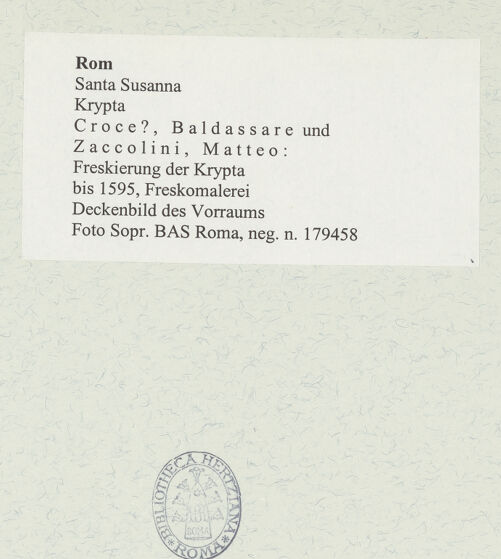 Rom
Santa Susanna
Krypta
Croce?, Baldassare und
Zaccolini, Matteo:
Freskierung der Krypta
bis 1595, Freskomalerei
Deckenbild des Vorraums
Foto Sopr. BAS Roma, neg. n. 179458
BIBLIOTHECA HERTZIANA
ROMA
ROMA